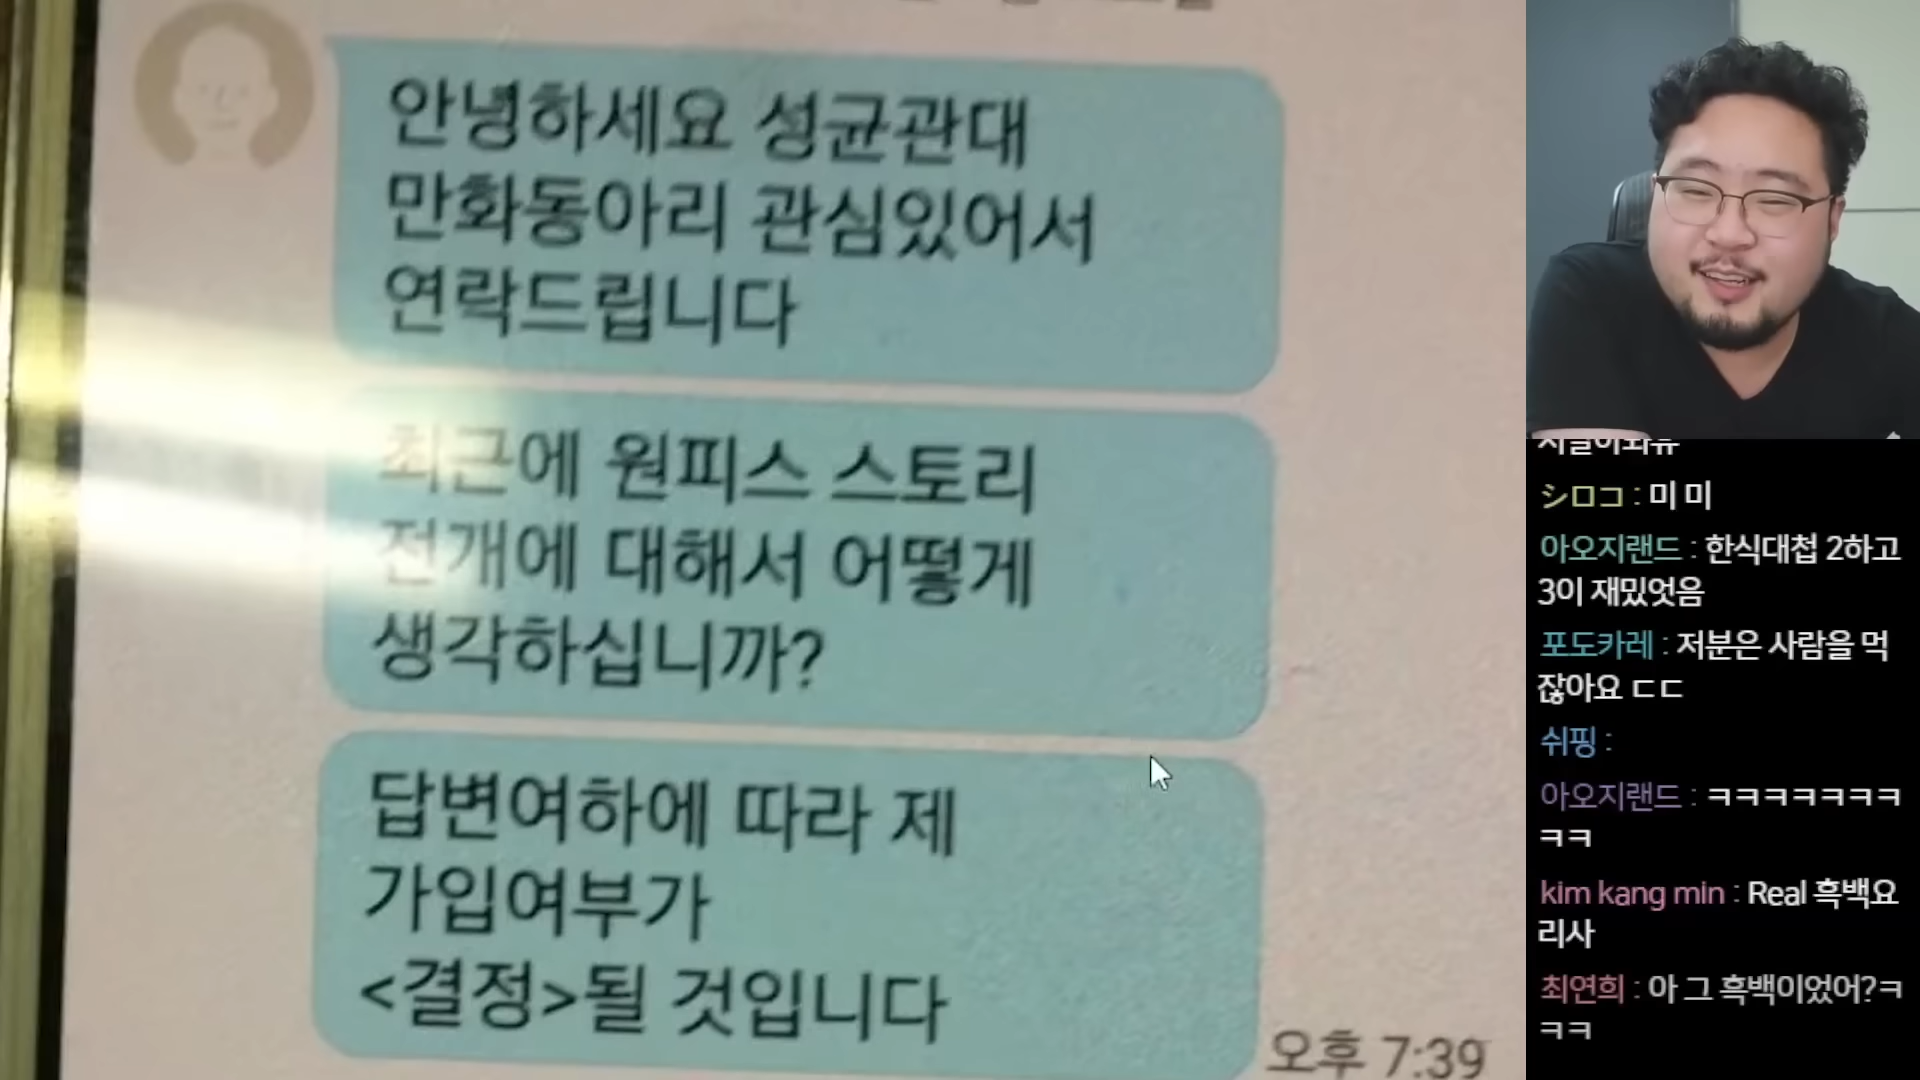 안녕하세요 성균관대
만화동아리 관심있어서
연락드립니다
최근에 원피스 스토리
전개에 대해서 어떻게
생각하십니까?
답변여하에 따라 제
가입여부가
<결정>될 것입니다
오후 7:39
シロコ : 미 미
아오지랜드 : 한식대첩 2하고
3이 재밌엇음
포도카레 : 저분은 사람을 먹
잖아요 ㄷㄷ
쉬핑 :
아오지랜드 : ㅋㅋㅋㅋㅋㅋㅋ
ㅋㅋ
kim kang min : Real 흑백요
리사
최연희 : 아 그 흑백이었어?ㅋ
ㅋㅋ